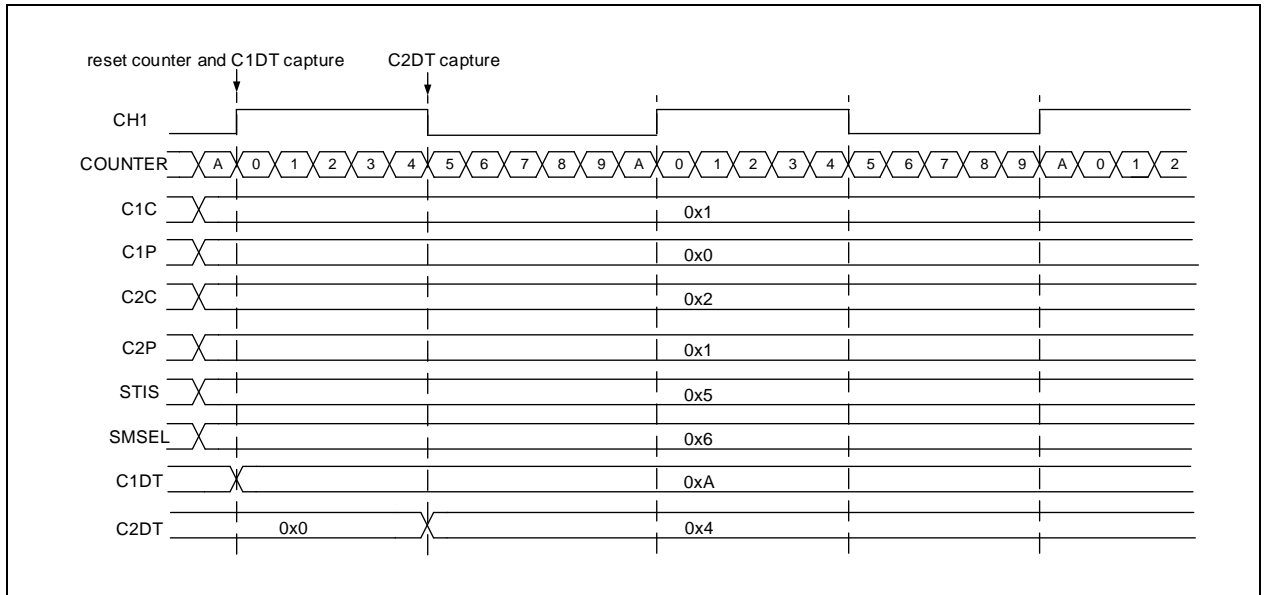 reset counter and C1DT capture C2DT capture
CH1
COUNTER A 0 1 2 3 4 5 6 7 8 9 A 0 1 2 3 4 5 6 7 8 9 A 0 1 2
C1C 0x1
C1P 0x0
C2C 0x2
C2P 0x1
STIS 0x5
SMSEL 0x6
C1DT 0xA
C2DT 0x0 0x4